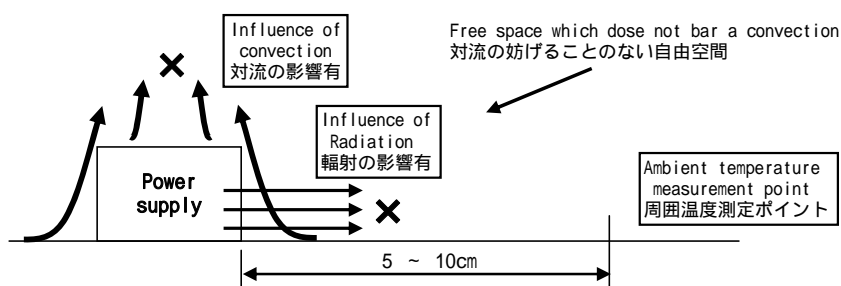 Influence of
convection
対流の影響有
Free space which dose not bar a convection
対流の妨げることのない自由空間
Influence of
Radiation
輻射の影響有
Power
supply
Ambient temperature
measurement point
周囲温度測定ポイント
5 ～ 10cm